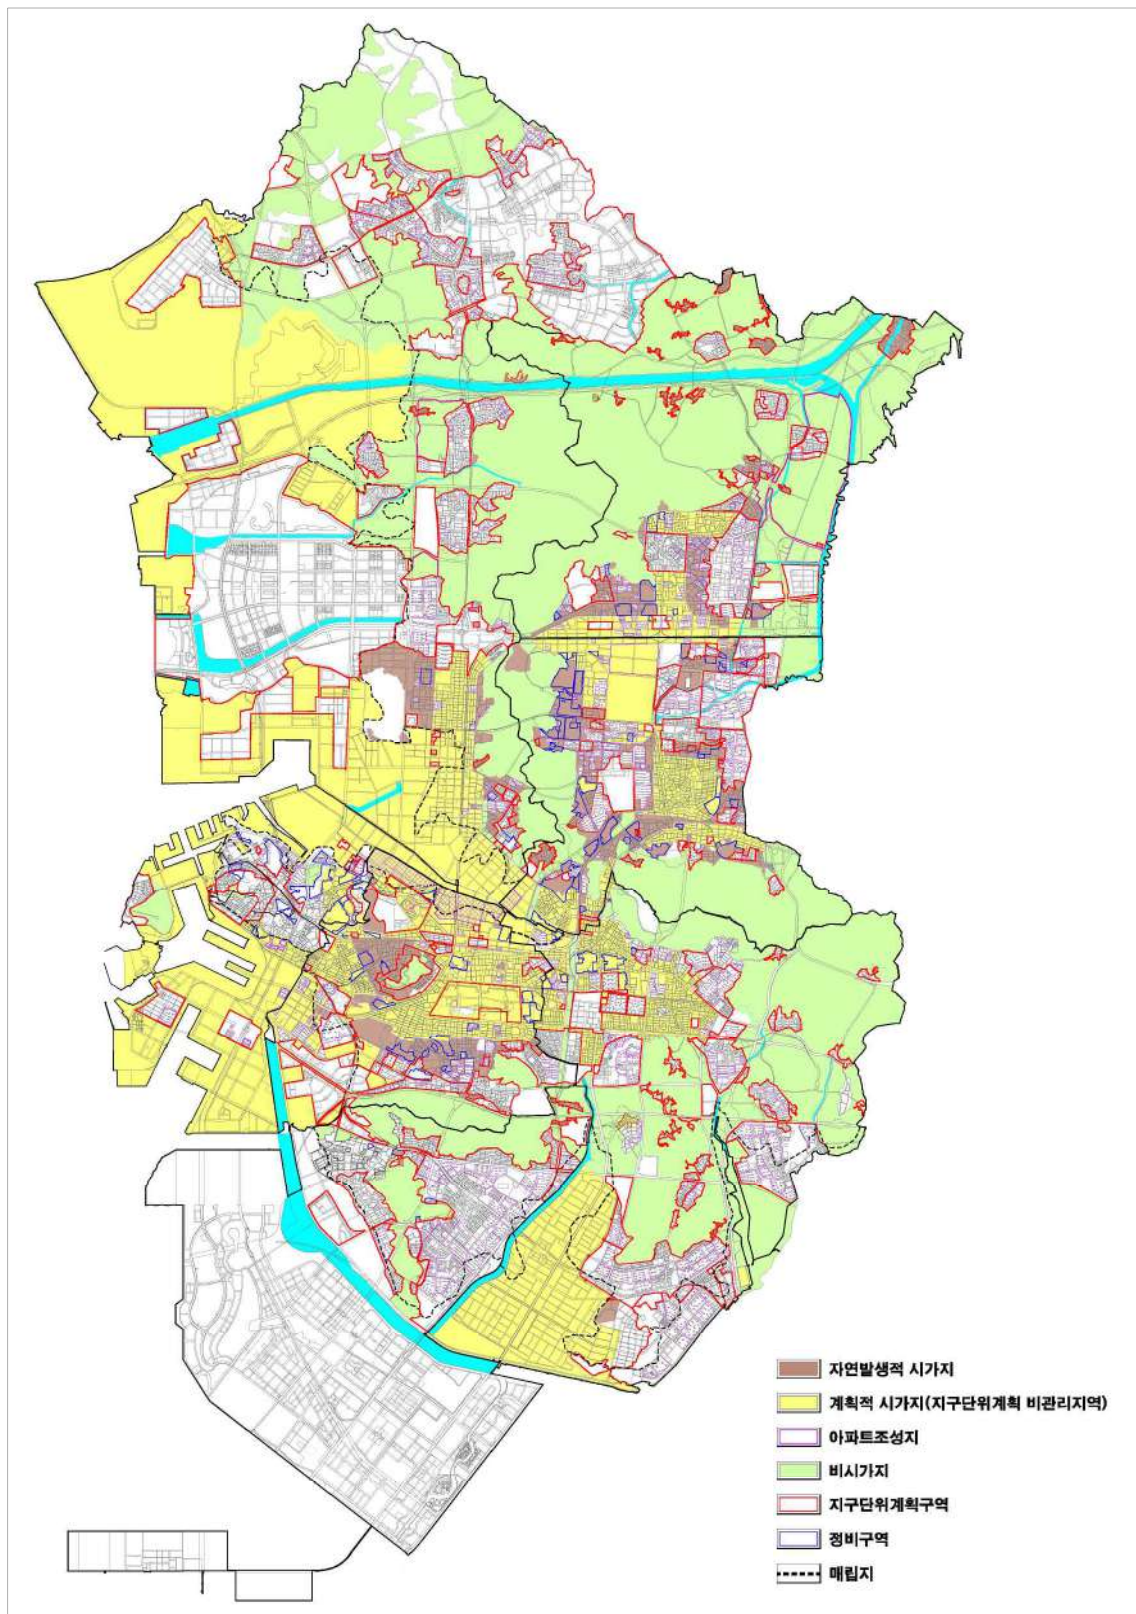 자연발생적 시가지
계획적 시가지(지구단위계획 비관리지역)
아파트조성지
비시가지
지구단위계획구역
정비구역
매립지